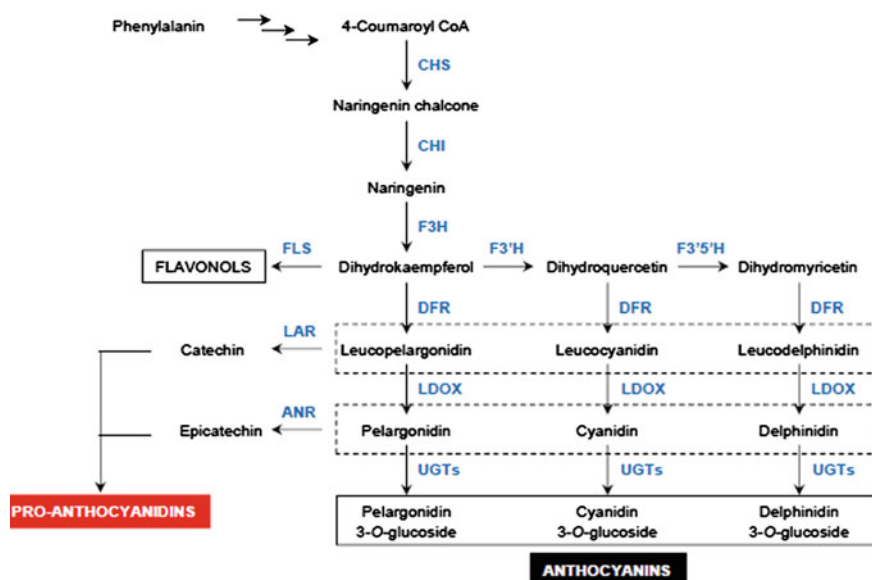 Phenylalanin
4-Coumaroyl CoA
CHS
Naringenin chalcone
CHI
Naringenin
F3H
FLS
F3'H
F3'5'H
FLAVONOLS
Dihydrokaempferol
Dihydroquercetin
Dihydromyricetin
DFR
DFR
DFR
LAR
Catechin
Leucopelargonidin
Leucocyanidin
Leucodelphinidin
LDOX
LDOX
LDOX
ANR
Epicatechin
Pelargonidin
Cyanidin
Delphinidin
UGTs
UGTs
UGTs
PRO-ANTHOCYANIDINS
Pelargonidin
3-O-glucoside
Cyanidin
3-O-glucoside
Delphinidin
3-O-glucoside
ANTHOCYANINS